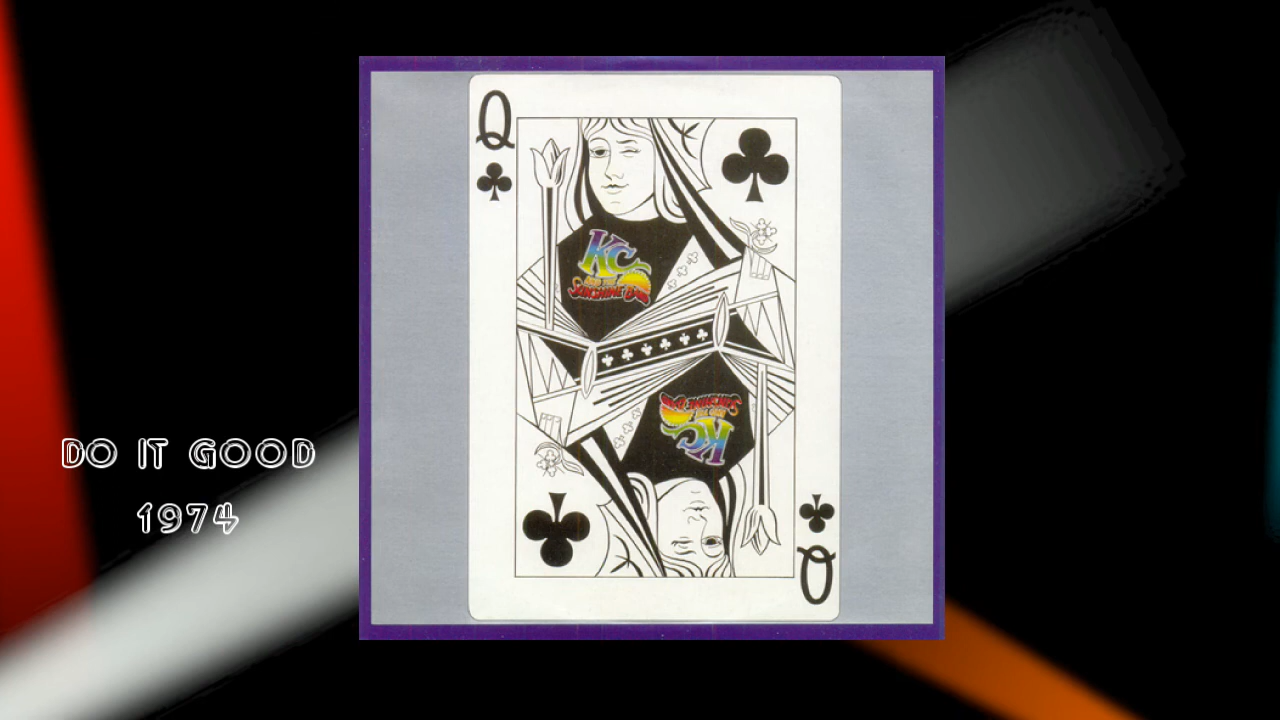 DO IT GOOD
1974
Q
KC
AND THE
SUNSHINE BAND
KC
AND THE
SUNSHINE BAND
Q